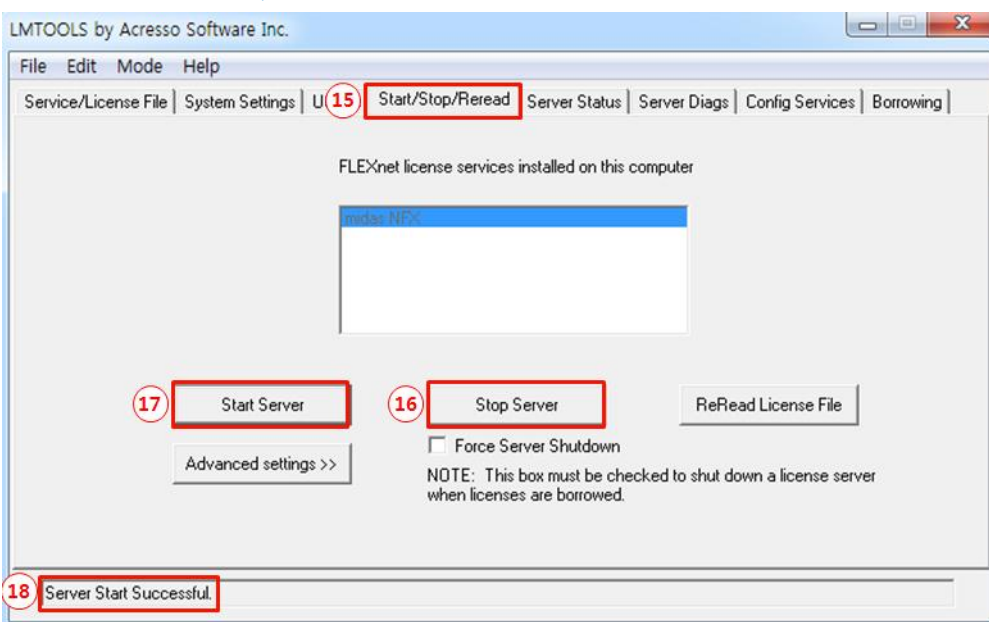 LMTOOLS by Acresso Software Inc.
File Edit Mode Help
Service/License File System Settings U 15 Start/Stop/Reread Server Status Server Diags Config Services Borrowing
FLEXnet license services installed on this computer
midas NFX
17 Start Server 16 Stop Server ReRead License File
Advanced settings >> Force Server Shutdown
NOTE: This box must be checked to shut down a license server
when licenses are borrowed.
18 Server Start Successful.